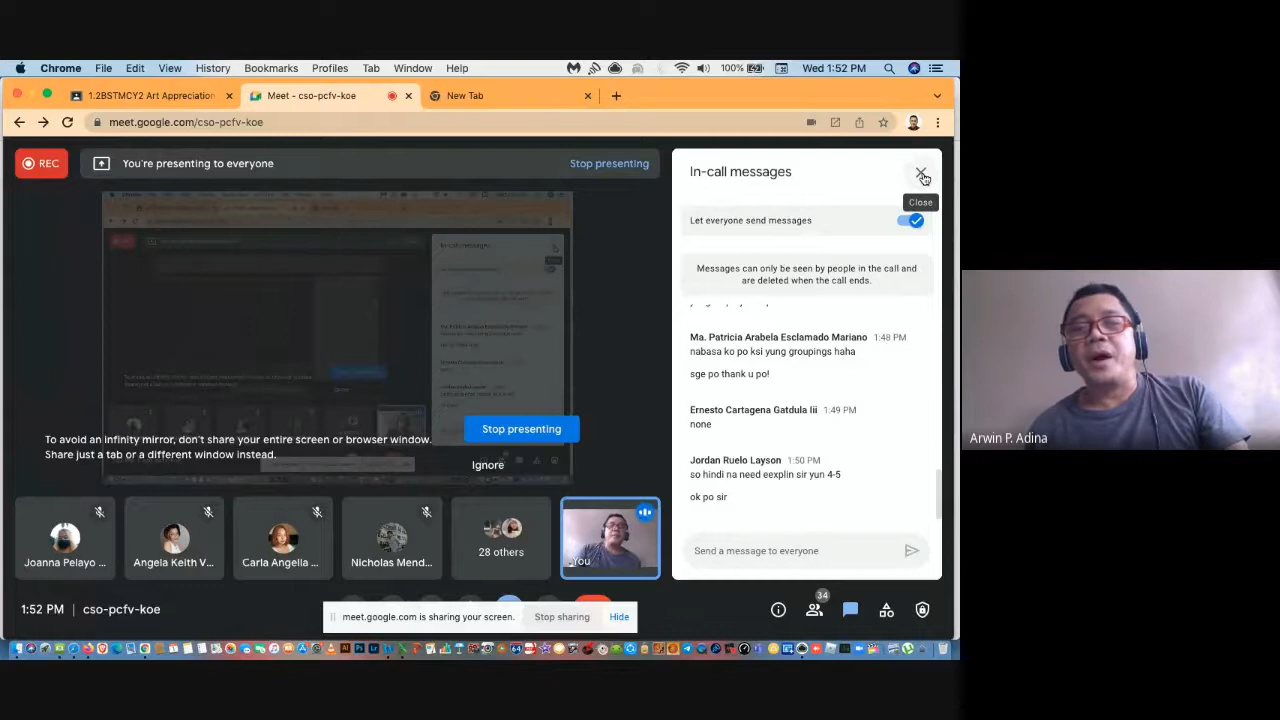 Chrome File Edit View History Bookmarks Profiles Tab Window Help 100% Wed 1:52 PM
1.2BSTMCY2 Art Appreciation Meet - cso-pcfv-koe New Tab
meet.google.com/cso-pcfv-koe
REC You're presenting to everyone Stop presenting
In-call messages
Close
Let everyone send messages
Messages can only be seen by people in the call and
are deleted when the call ends.
Ma. Patricia Arabela Esclamado Mariano 1:48 PM
nabasa ko po ksi yung groupings haha
sge po thank u po!
Ernesto Cartagena Gatdula Iii 1:49 PM
none
Jordan Ruelo Layson 1:50 PM
so hindi na need eexplin sir yun 4-5
ok po sir
Send a message to everyone
To avoid an infinity mirror, don't share your entire screen or browser window.
Share just a tab or a different window instead.
Stop presenting
Ignore
Joanna Pelayo ... Angela Keith V... Carla Angella ... Nicholas Mend... 28 others You
1:52 PM | cso-pcfv-koe
meet.google.com is sharing your screen. Stop sharing Hide
34
Arwin P. Adina